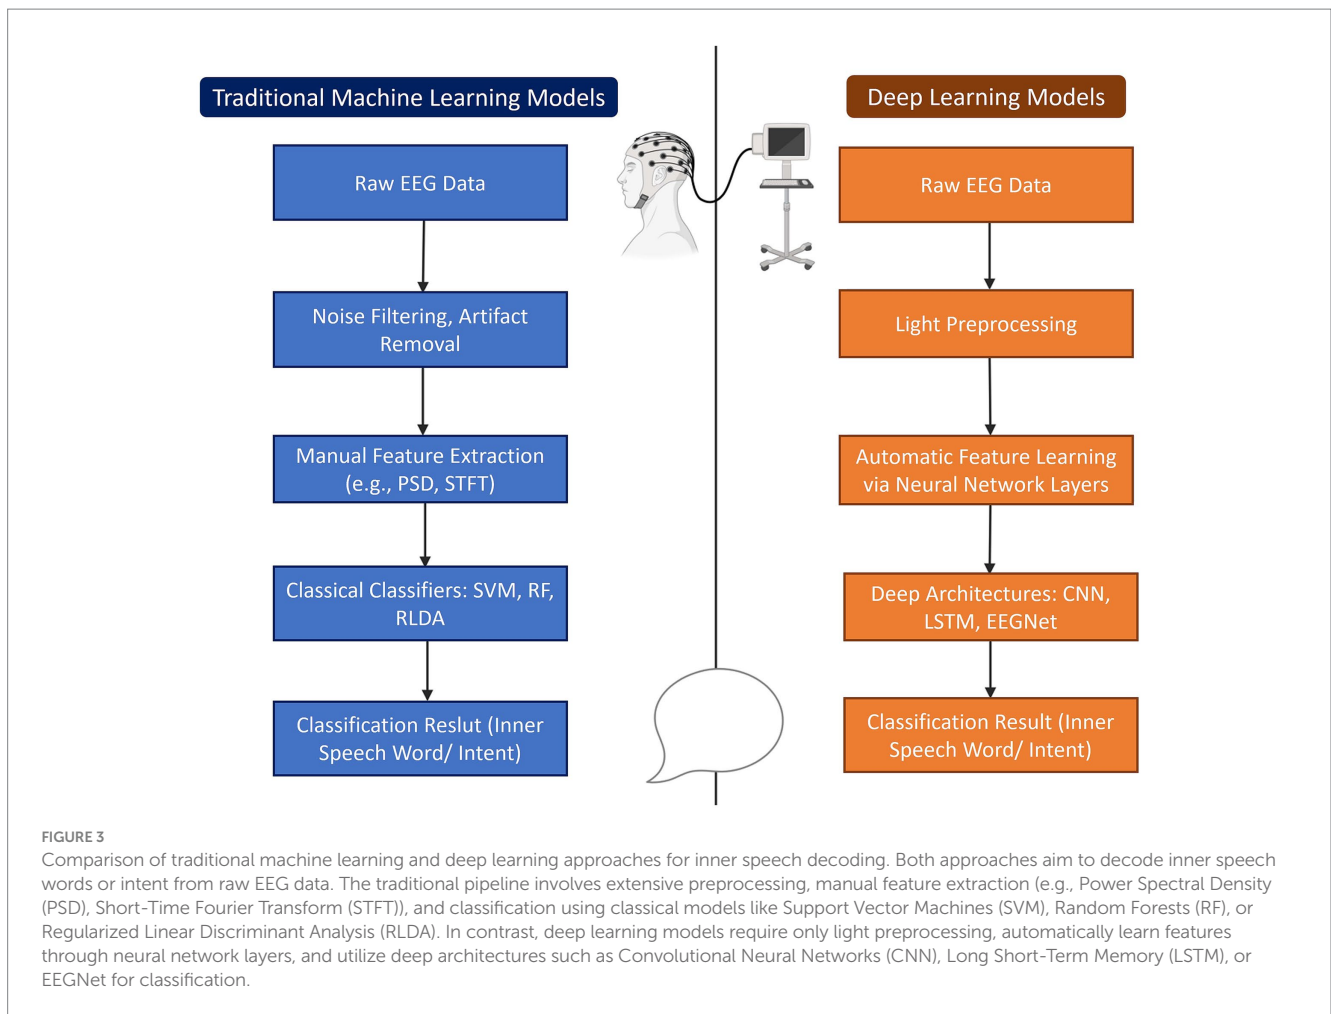 Traditional Machine Learning Models
Raw EEG Data
Noise Filtering, Artifact
Removal
Manual Feature Extraction
(e.g., PSD, STFT)
Classical Classifiers: SVM, RF,
RLDA
Classification Reslut (Inner
Speech Word/ Intent)
Deep Learning Models
Raw EEG Data
Light Preprocessing
Automatic Feature Learning
via Neural Network Layers
Deep Architectures: CNN,
LSTM, EEGNet
Classification Result (Inner
Speech Word/ Intent)
FIGURE 3
Comparison of traditional machine learning and deep learning approaches for inner speech decoding. Both approaches aim to decode inner speech
words or intent from raw EEG data. The traditional pipeline involves extensive preprocessing, manual feature extraction (e.g., Power Spectral Density
(PSD), Short-Time Fourier Transform (STFT)), and classification using classical models like Support Vector Machines (SVM), Random Forests (RF), or
Regularized Linear Discriminant Analysis (RLDA). In contrast, deep learning models require only light preprocessing, automatically learn features
through neural network layers, and utilize deep architectures such as Convolutional Neural Networks (CNN), Long Short-Term Memory (LSTM), or
EEGNet for classification.